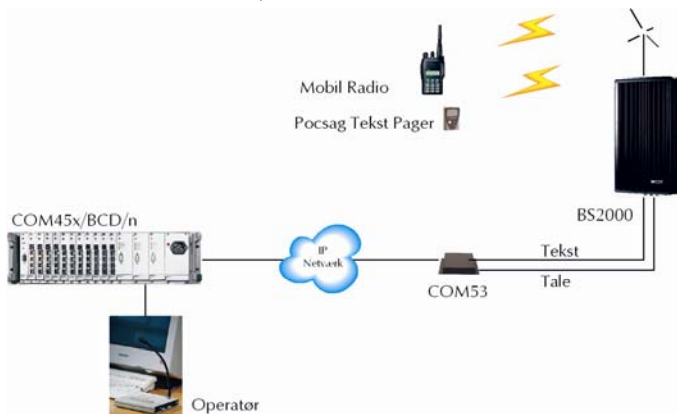 Mobil Radio
Pocsag Tekst Pager
BS2000
COM45x/BCD/n
IP
Netværk
Tekst
COM53
Tale
Operatør